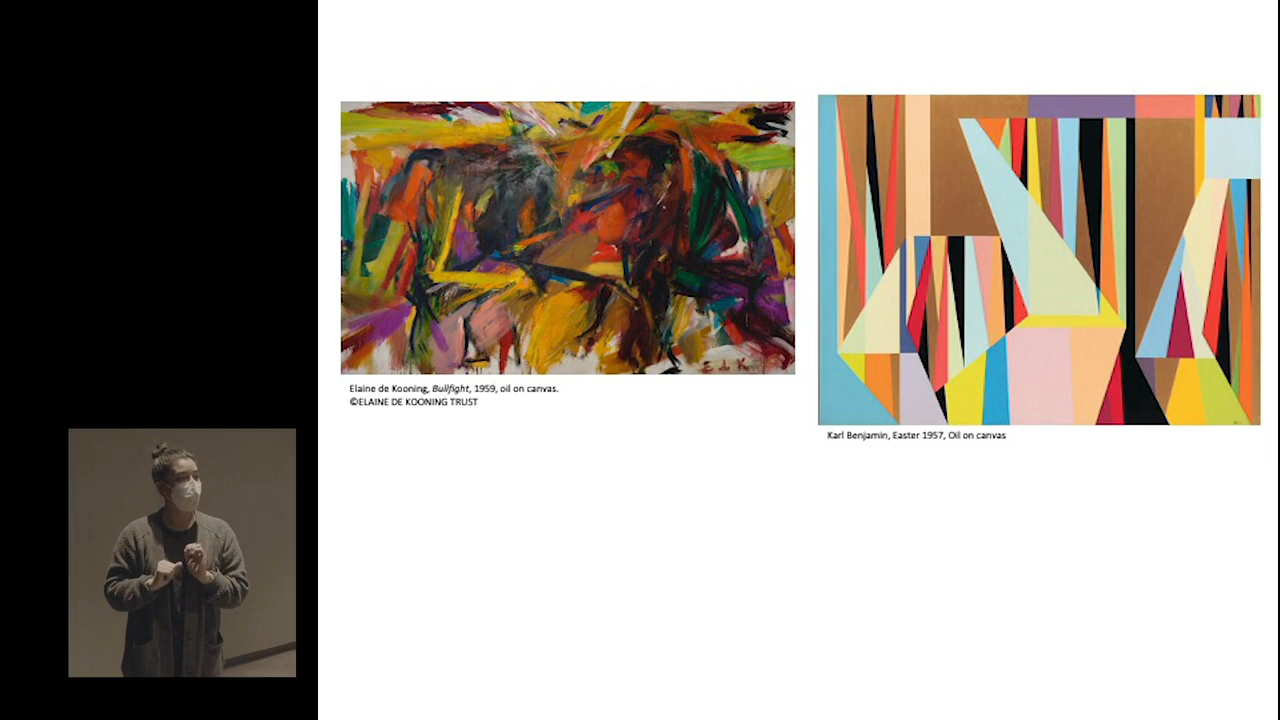 Elaine de Kooning, Bullfight, 1959, oil on canvas.
©ELAINE DE KOONING TRUST
Karl Benjamin, Easter 1957, Oil on canvas